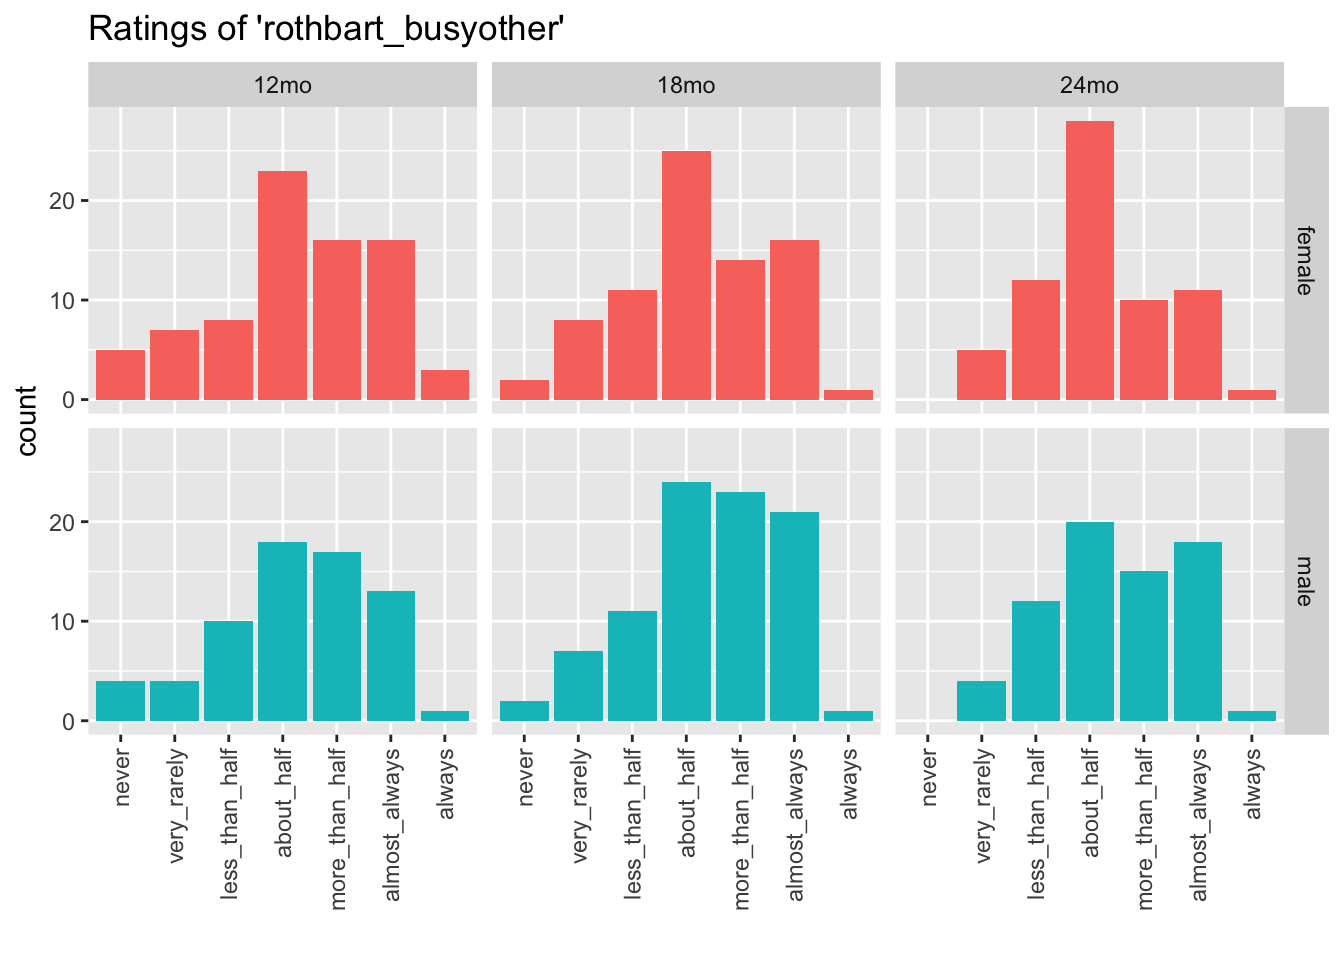 Ratings of 'rothbart_busyother'
12mo 18mo 24mo
count
20
10
0
female
20
10
0
male
never very_rarely less_than_half about_half more_than_half almost_always always
never very_rarely less_than_half about_half more_than_half almost_always always
never very_rarely less_than_half about_half more_than_half almost_always always